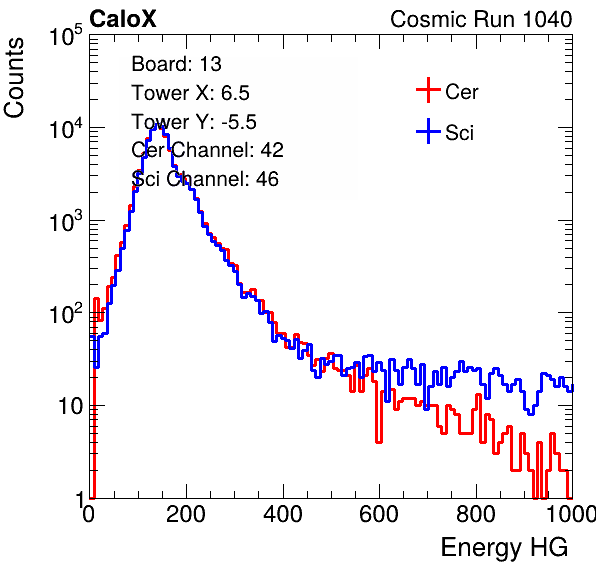 CaloX Cosmic Run 1040
Counts
10^5
10^4
10^3
10^2
10
1
Board: 13
Tower X: 6.5
Tower Y: -5.5
Cer Channel: 42
Sci Channel: 46
Cer
Sci
0 200 400 600 800 1000
Energy HG